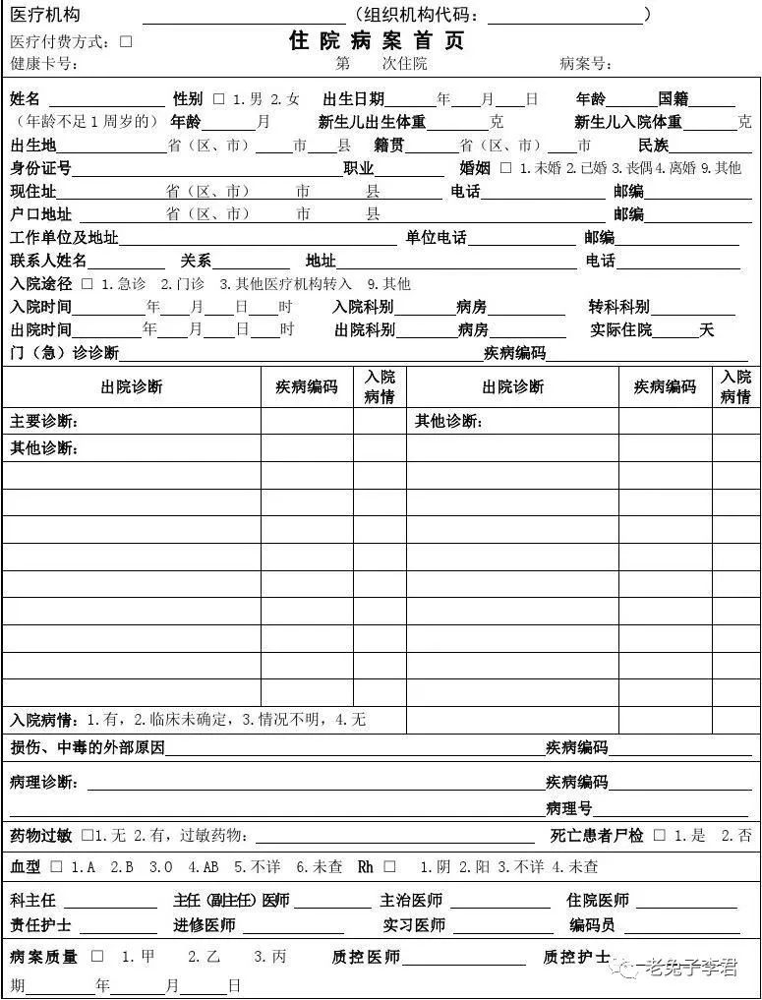 医疗机构 （组织机构代码： ）
医疗付费方式：□ 住院病案首页
健康卡号： 第 次住院 病案号：
姓名 性别 □ 1.男 2.女 出生日期 年 月 日 年龄 国籍
（年龄不足1周岁的）年龄 月 新生儿出生体重 克 新生儿入院体重 克
出生地 省（区、市） 市 县 籍贯 省（区、市） 市 民族
身份证号 职业 婚姻 □ 1.未婚 2.已婚 3.丧偶4.离婚 9.其他
现住址 省（区、市） 市 县 电话 邮编
户口地址 省（区、市） 市 县 邮编
工作单位及地址 单位电话 邮编
联系人姓名 关系 地址 电话
入院途径 □ 1.急诊 2.门诊 3.其他医疗机构转入 9.其他
入院时间 年 月 日 时 入院科别 病房 转科科别
出院时间 年 月 日 时 出院科别 病房 实际住院 天
门（急）诊诊断 疾病编码
出院诊断 疾病编码 入院病情 出院诊断 疾病编码 入院病情
主要诊断： 其他诊断：
其他诊断：
入院病情：1.有，2.临床未确定，3.情况不明，4.无
损伤、中毒的外部原因 疾病编码
病理诊断： 疾病编码
病理号
药物过敏 □1.无 2.有，过敏药物： 死亡患者尸检 □ 1.是 2.否
血型 □ 1.A 2.B 3.O 4.AB 5.不详 6.未查 Rh □ 1.阴 2.阳 3.不详 4.未查
科主任 主任（副主任）医师 主治医师 住院医师
责任护士 进修医师 实习医师 编码员
病案质量 □ 1.甲 2.乙 3.丙 质控医师 质控护士
老兔子李君
期 年 月 日